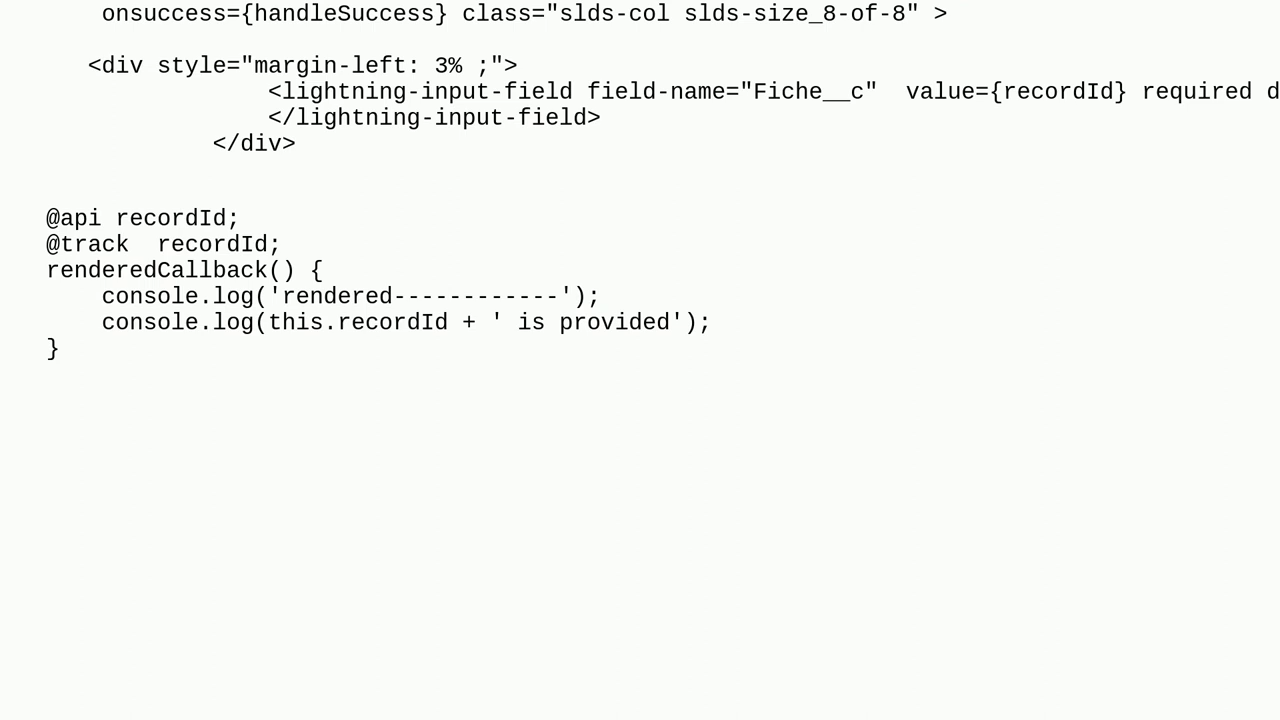 onsuccess={handleSuccess} class="slds-col slds-size_8-of-8" >
<div style="margin-left: 3% ;">
<lightning-input-field field-name="Fiche__c"  value={recordId} required d
</lightning-input-field>
</div>
@api recordId;
@track  recordId;
renderedCallback() {
console.log('rendered------------');
console.log(this.recordId + ' is provided');
}